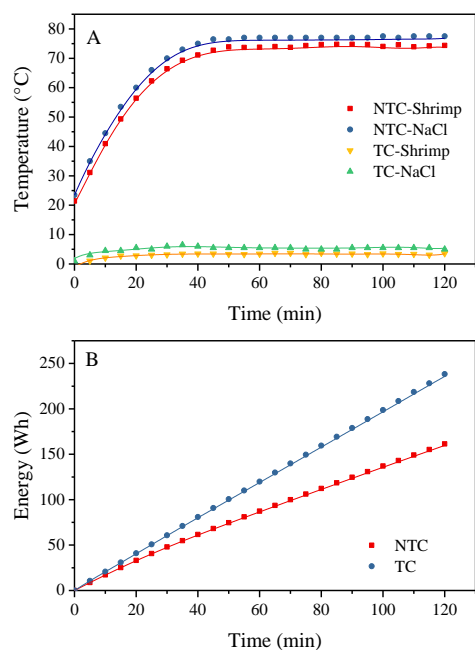 A
80
70
60
50
40
30
20
10
0
Temperature (°C)
NTC-Shrimp
NTC-NaCl
TC-Shrimp
TC-NaCl
0 20 40 60 80 100 120
Time (min)
B
250
200
150
100
50
0
Energy (Wh)
NTC
TC
0 20 40 60 80 100 120
Time (min)